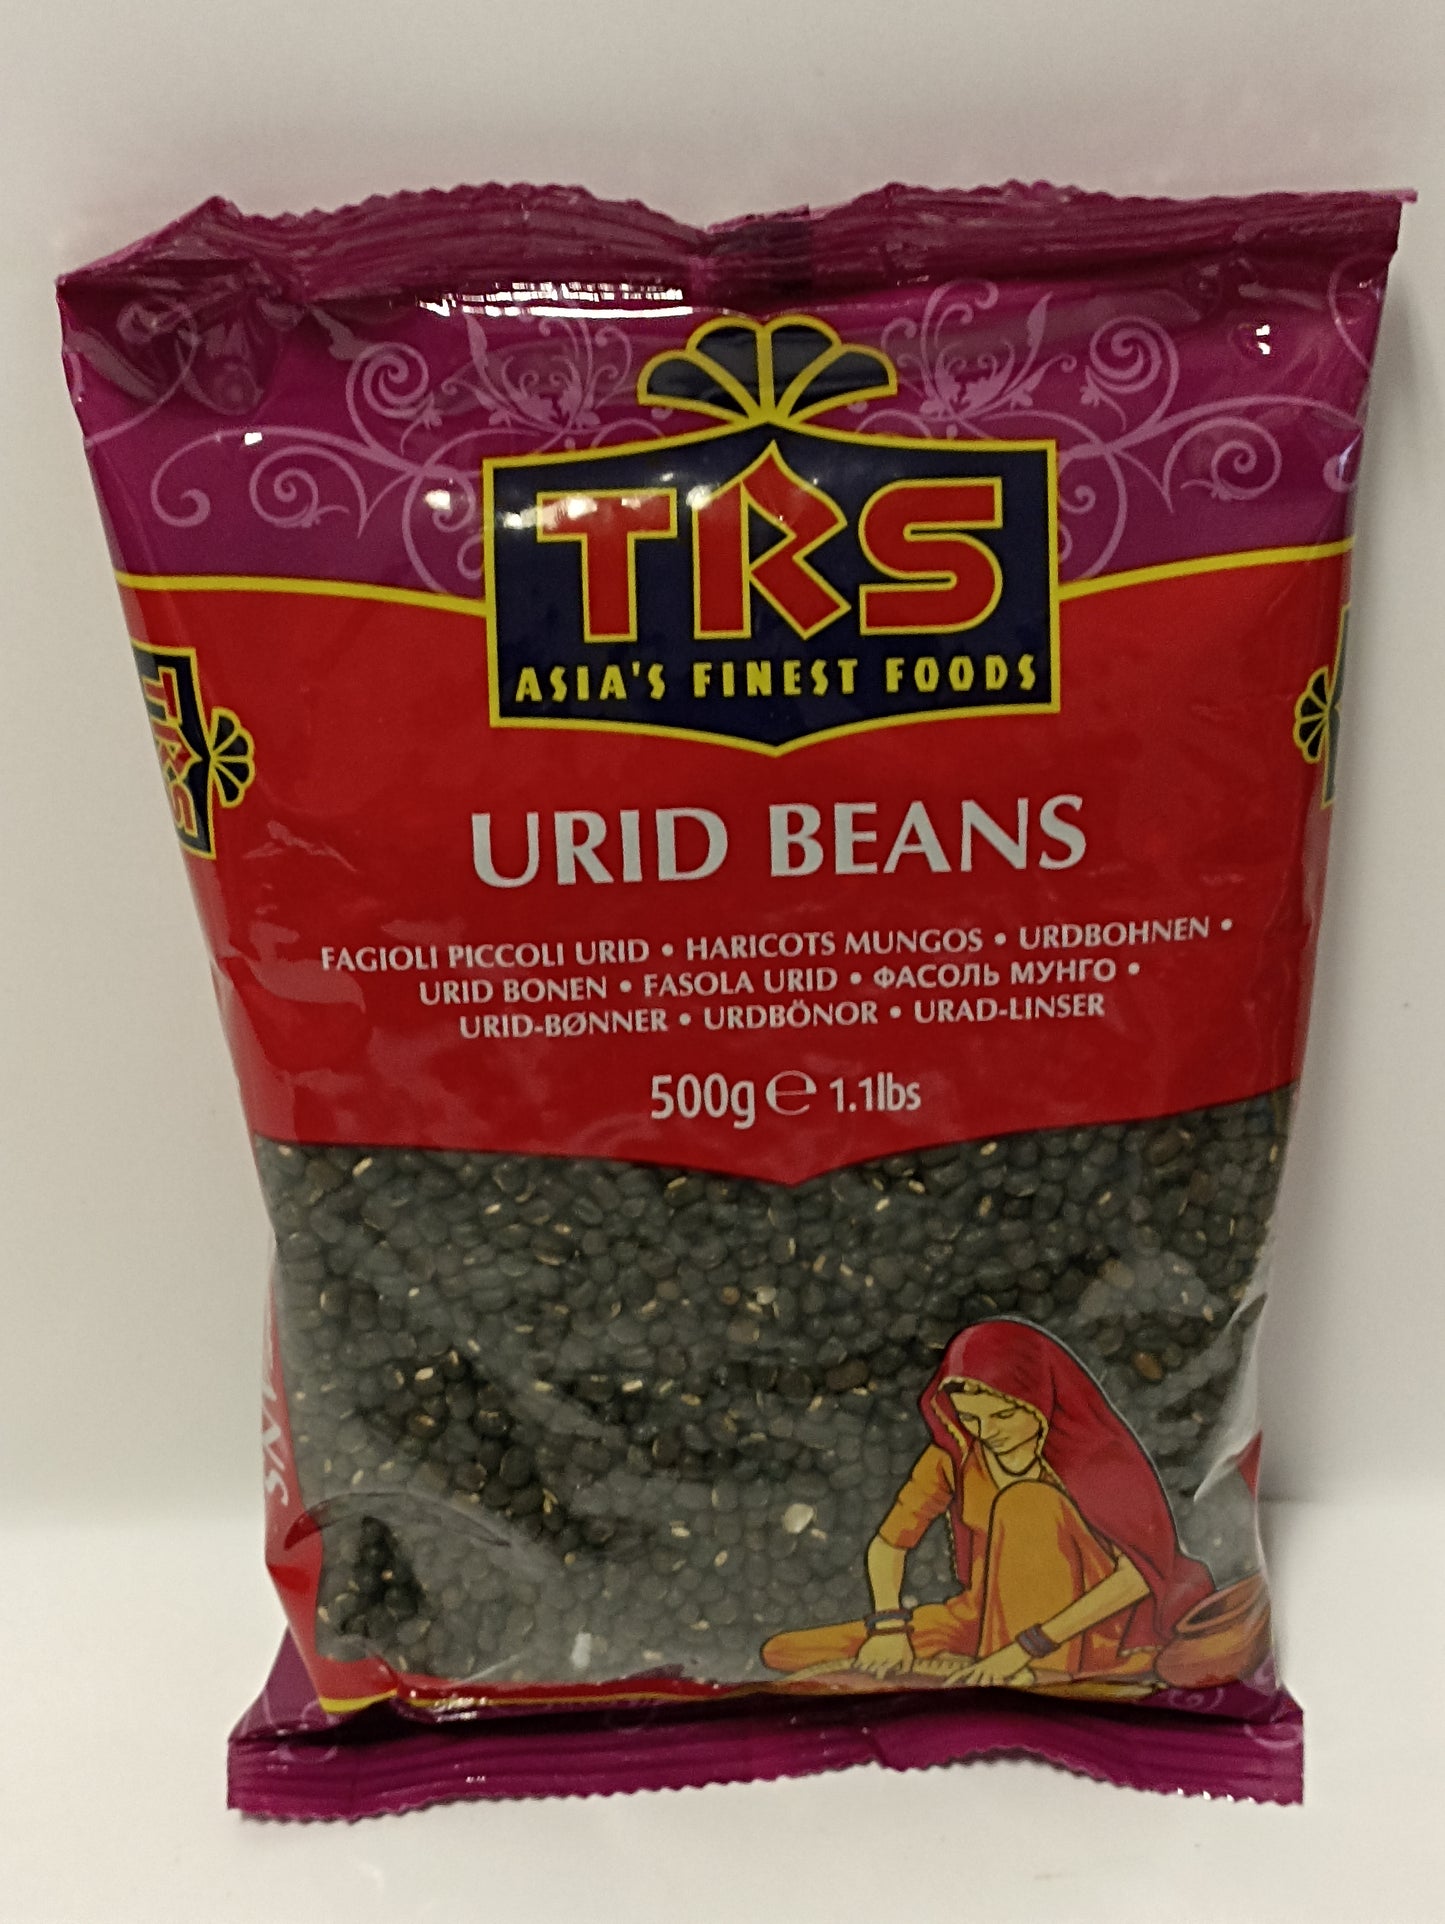 TRS
ASIA'S FINEST FOODS
URID BEANS
FAGIOLI PICCOLI URID • HARICOTS MUNGOS • URDBOHNEN •
URID BONEN • FASOLA URID • ФАСОЛЬ МУНГО •
URID-BØNNER • URDBÖNOR • URAD-LINSER
500g ℮ 1.1lbs
TRS